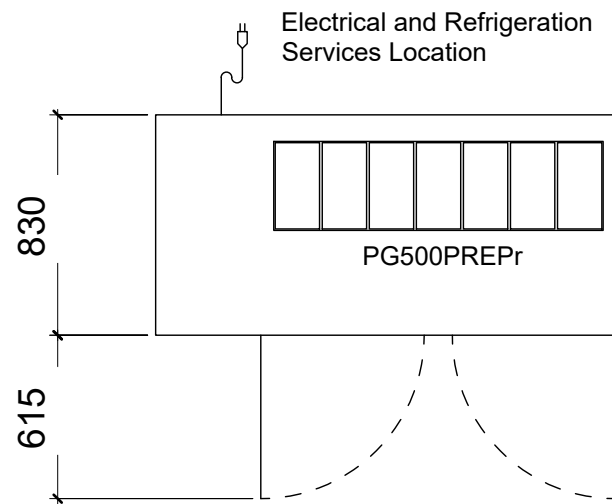 Electrical and Refrigeration
Services Location
830
PG500PREPr
615